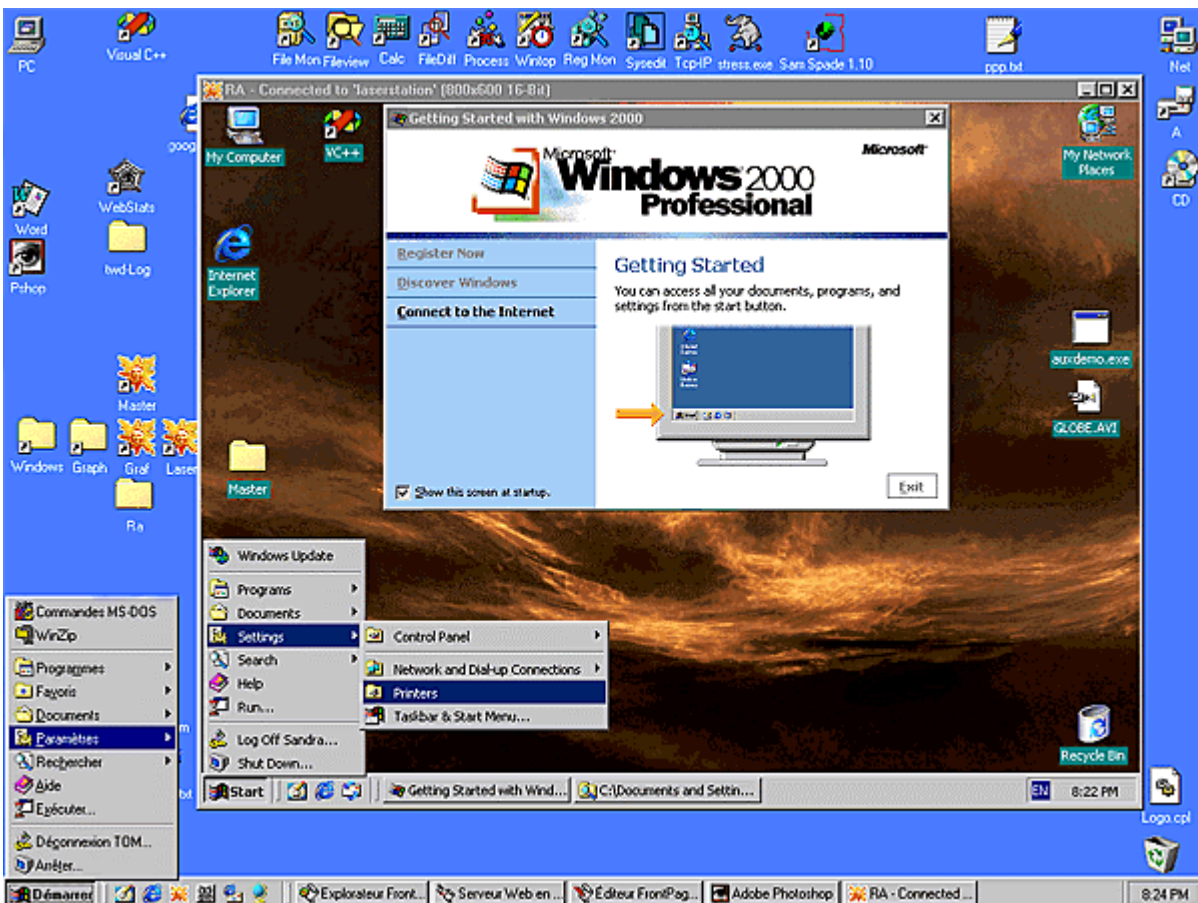 PC
Visual C++
File Mon
Fileview
Calc
FileDill
Process
Wintop
Reg Mon
Sysedit
Tcp-IP
stress.exe
Sam Spade 1.10
ppp.txt
Net
RA - Connected to 'laserstation' (800x600 16-Bit)
goog
A
CD
WebStats
Word
twd-Log
Pshop
Master
Windows
Graph
Graf
Laser
Ra
My Computer
VC++
My Network
Places
Internet
Explorer
auxdemo.exe
GLOBE.AVI
Master
Recycle Bin
Getting Started with Windows 2000
Microsoft
Microsoft
Windows 2000
Professional
Register Now
Discover Windows
Connect to the Internet
Getting Started
You can access all your documents, programs, and
settings from the start button.
Show this screen at startup.
Exit
Windows Update
Programs
Documents
Settings
Search
Help
Run...
Log Off Sandra...
Shut Down...
Control Panel
Network and Dial-up Connections
Printers
Taskbar & Start Menu...
Start
Getting Started with Wind...
C:\Documents and Settin...
EN
8:22 PM
Commandes MS-DOS
WinZip
Programmes
Favoris
Documents
Paramètres
Rechercher
Aide
Exécuter...
Déconnexion TOM...
Arrêter...
Logo.cpl
Démarrer
Explorateur Front...
Serveur Web en ...
Éditeur FrontPag...
Adobe Photoshop
RA - Connected ...
8:24 PM